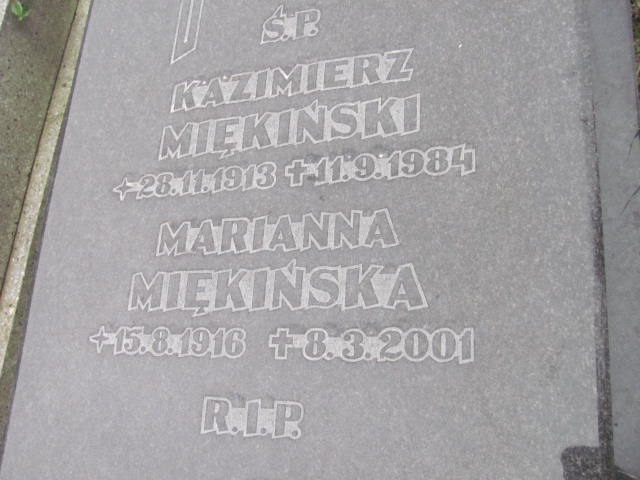 Ś.P.
KAZIMIERZ
MIĘKIŃSKI
28.11.1913 ✝11.9.1984
MARIANNA
MIĘKIŃSKA
15.8.1916 ✝8.3.2001
R.I.P.